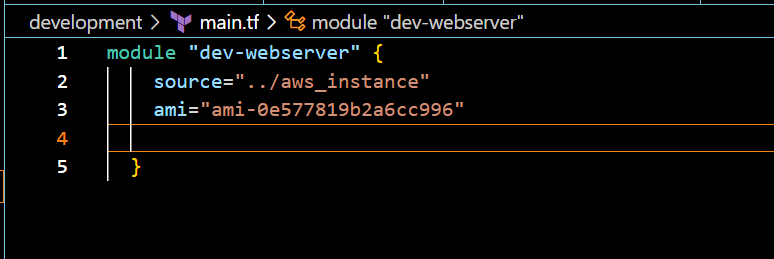 development > main.tf > module "dev-webserver"
1 module "dev-webserver" {
2 source="../aws_instance"
3 ami="ami-0e577819b2a6cc996"
4
5 }